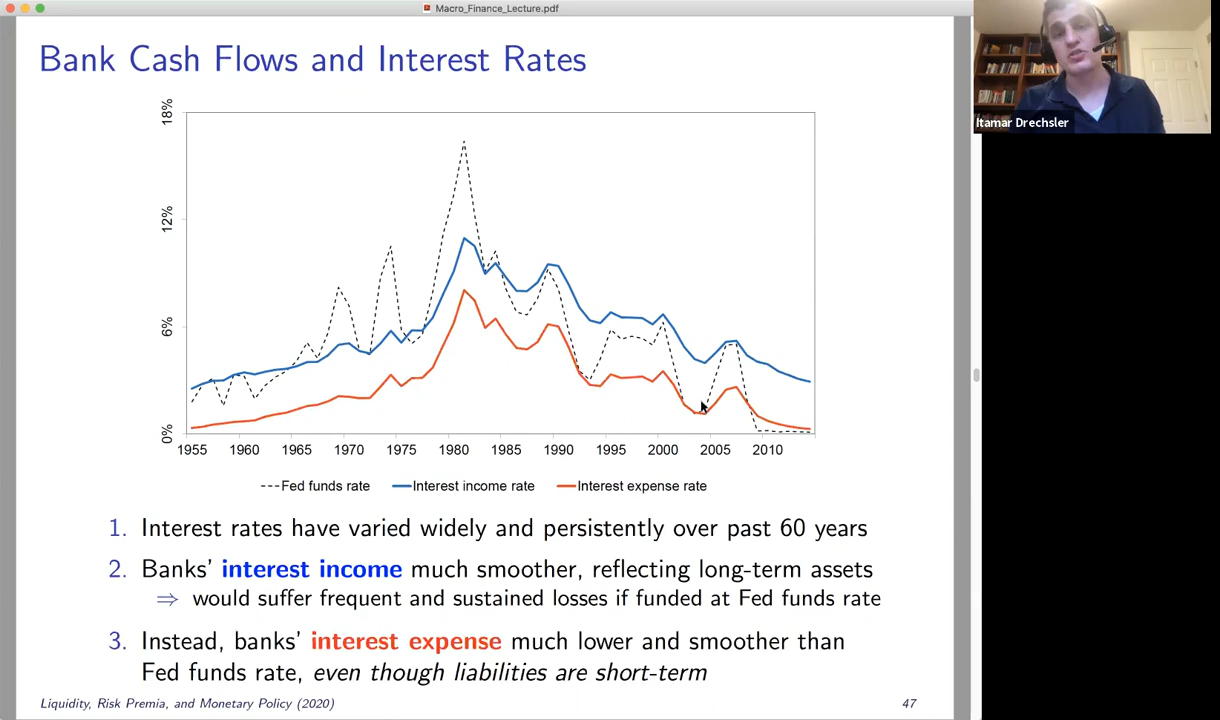 Macro_Finance_Lecture.pdf
Bank Cash Flows and Interest Rates
Itamar Drechsler
18%
12%
6%
0%
1955 1960 1965 1970 1975 1980 1985 1990 1995 2000 2005 2010
Fed funds rate Interest income rate Interest expense rate
1. Interest rates have varied widely and persistently over past 60 years
2. Banks' interest income much smoother, reflecting long-term assets
⇒ would suffer frequent and sustained losses if funded at Fed funds rate
3. Instead, banks' interest expense much lower and smoother than
Fed funds rate, even though liabilities are short-term
Liquidity, Risk Premia, and Monetary Policy (2020) 47